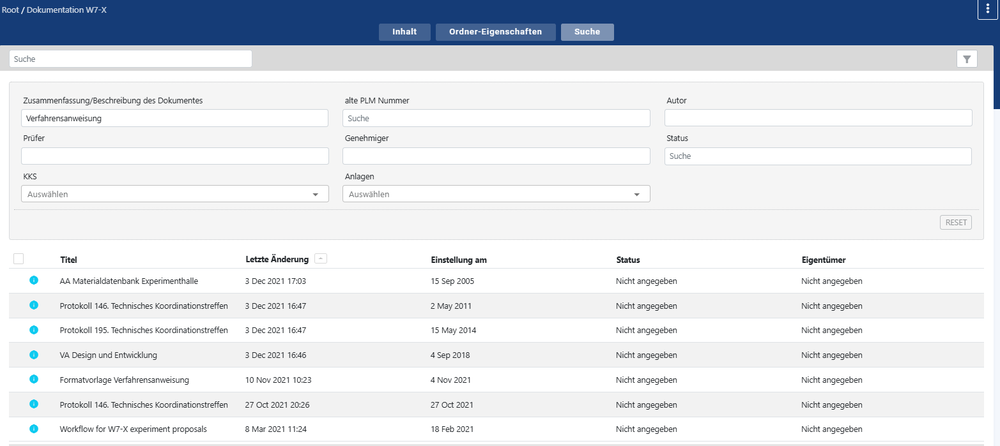 Root / Dokumentation W7-X
Inhalt Ordner-Eigenschaften Suche
Suche
Zusammenfassung/Beschreibung des Dokumentes alte PLM Nummer Autor
Verfahrensanweisung Suche
Prüfer Genehmiger Status
Suche
KKS Anlagen
Auswählen Auswählen
RESET
Titel Letzte Änderung Einstellung am Status Eigentümer
AA Materialdatenbank Experimenthalle 3 Dec 2021 17:03 15 Sep 2005 Nicht angegeben Nicht angegeben
Protokoll 146. Technisches Koordinationstreffen 3 Dec 2021 16:47 2 May 2011 Nicht angegeben Nicht angegeben
Protokoll 195. Technisches Koordinationstreffen 3 Dec 2021 16:47 15 May 2014 Nicht angegeben Nicht angegeben
VA Design und Entwicklung 3 Dec 2021 16:46 4 Sep 2018 Nicht angegeben Nicht angegeben
Formatvorlage Verfahrensanweisung 10 Nov 2021 10:23 4 Nov 2021 Nicht angegeben Nicht angegeben
Protokoll 146. Technisches Koordinationstreffen 27 Oct 2021 20:26 27 Oct 2021 Nicht angegeben Nicht angegeben
Workflow for W7-X experiment proposals 8 Mar 2021 11:24 18 Feb 2021 Nicht angegeben Nicht angegeben